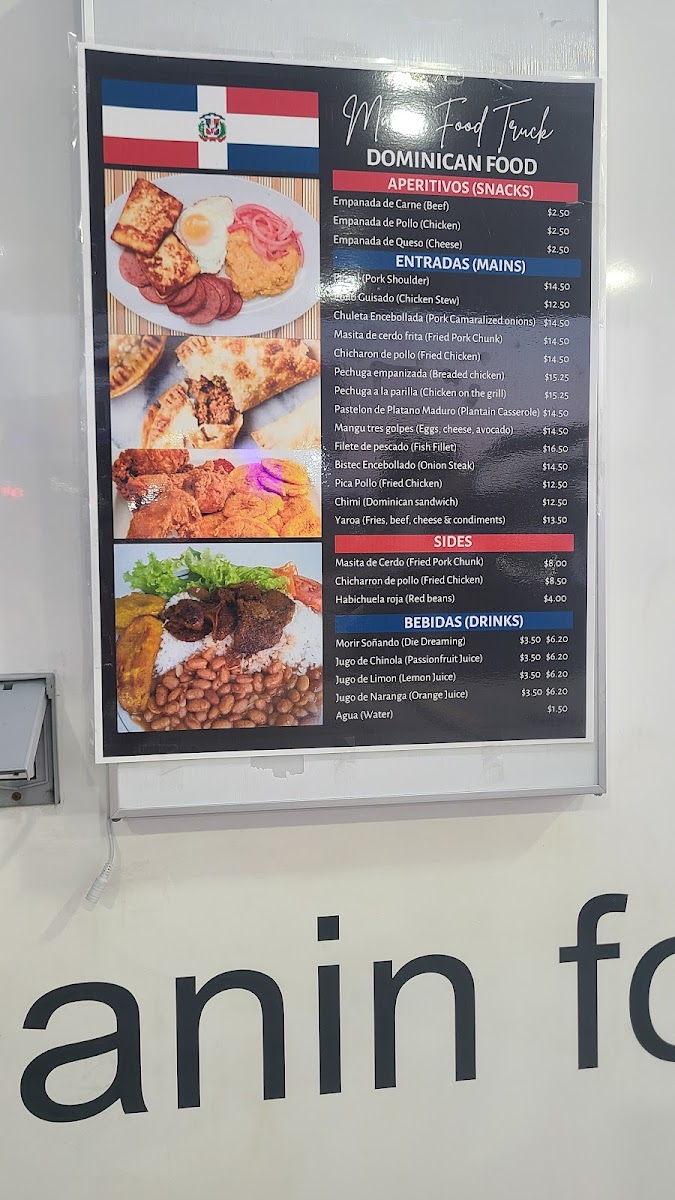 Food Truck
DOMINICAN FOOD
APERITIVOS (SNACKS)
Empanada de Carne (Beef) $2.50
Empanada de Pollo (Chicken) $2.50
Empanada de Queso (Cheese) $2.50
ENTRADAS (MAINS)
(Pork Shoulder) $14.50
Guisado (Chicken Stew) $12.50
Chuleta Encebollada (Pork Camaralized onions) $14.50
Masita de cerdo frita (Fried Pork Chunk) $14.50
Chicharon de pollo (Fried Chicken) $14.50
Pechuga empanizada (Breaded chicken) $15.25
Pechuga a la parilla (Chicken on the grill) $15.25
Pastelon de Platano Maduro (Plantain Casserole) $14.50
Mangu tres golpes (Eggs, cheese, avocado) $14.50
Filete de pescado (Fish Fillet) $16.50
Bistec Encebollado (Onion Steak) $14.50
Pica Pollo (Fried Chicken) $12.50
Chimi (Dominican sandwich) $12.50
Yaroa (Fries, beef, cheese & condiments) $13.50
SIDES
Masita de Cerdo (Fried Pork Chunk) $8.00
Chicharron de pollo (Fried Chicken) $8.50
Habichuela roja (Red beans) $4.00
BEBIDAS (DRINKS)
Morir Soñando (Die Dreaming) $3.50 $6.20
Jugo de Chinola (Passionfruit Juice) $3.50 $6.20
Jugo de Limon (Lemon Juice) $3.50 $6.20
Jugo de Naranga (Orange Juice) $3.50 $6.20
Agua (Water) $1.50
anin fo